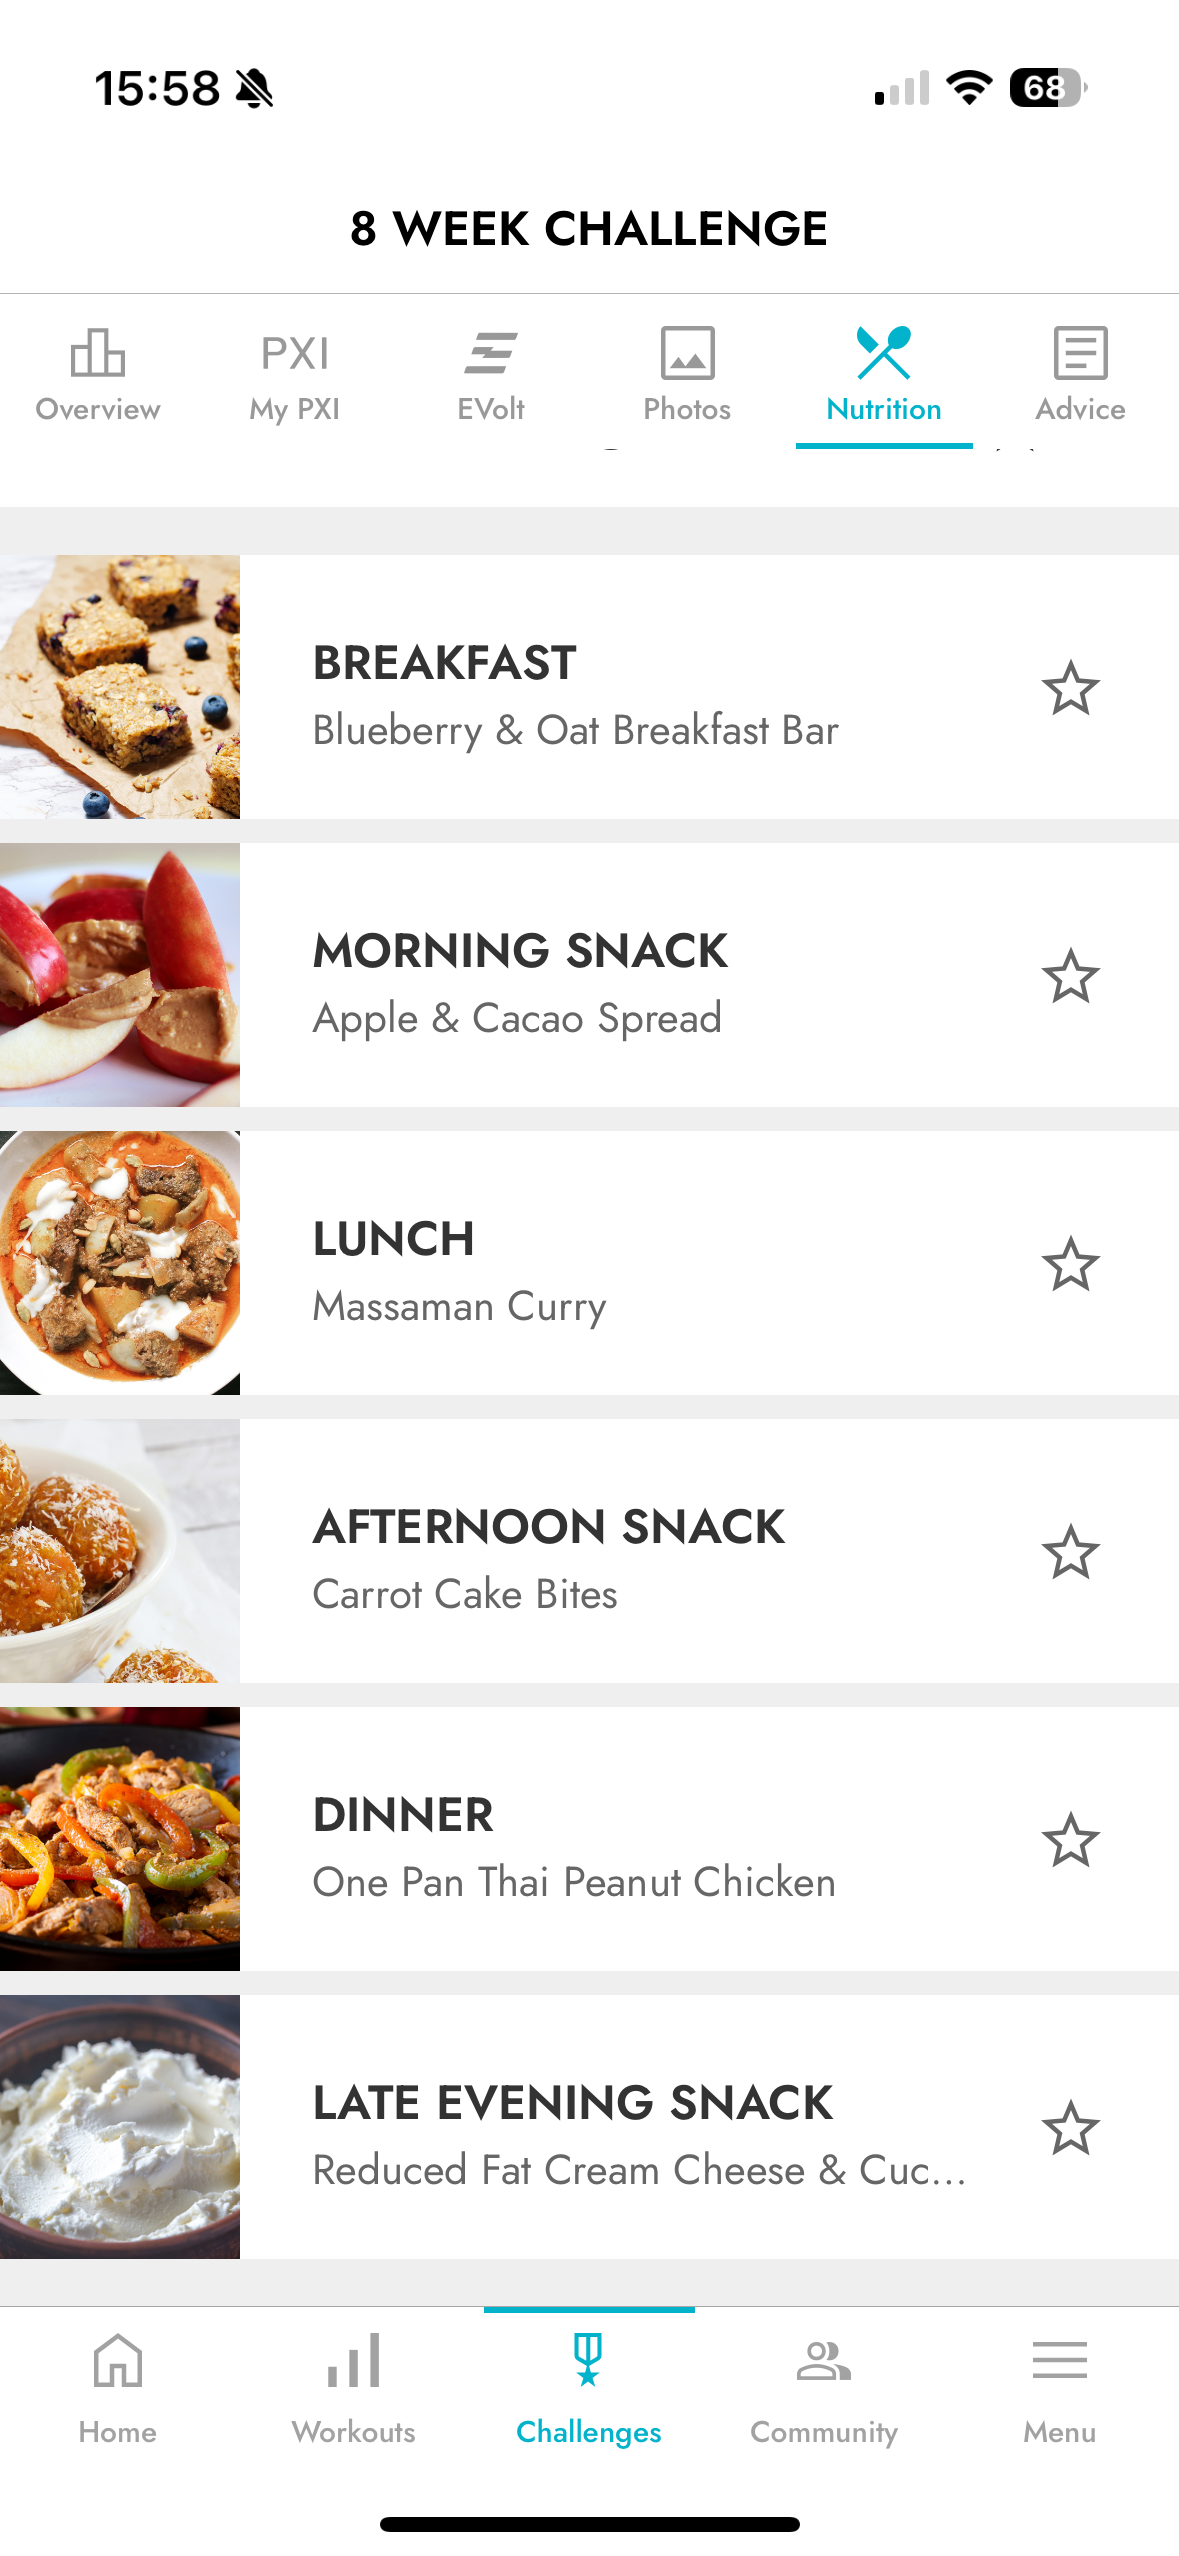 15:58
68
8 WEEK CHALLENGE
PXI
Overview My PXI EVolt Photos Nutrition Advice
BREAKFAST
Blueberry & Oat Breakfast Bar
MORNING SNACK
Apple & Cacao Spread
LUNCH
Massaman Curry
AFTERNOON SNACK
Carrot Cake Bites
DINNER
One Pan Thai Peanut Chicken
LATE EVENING SNACK
Reduced Fat Cream Cheese & Cuc...
Home Workouts Challenges Community Menu